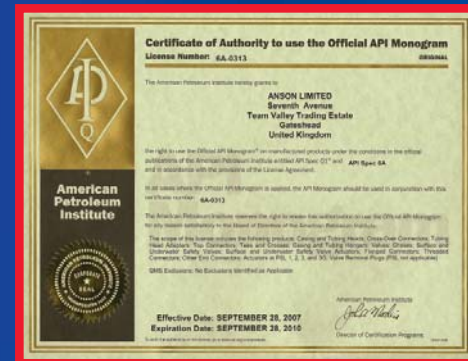 Certificate of Authority to use the Official API Monogram
License Number: 6A-0313
ORIGINAL
The American Petroleum Institute hereby grants to
ANSON LIMITED
Seventh Avenue
Team Valley Trading Estate
Gateshead
United Kingdom
the right to use the Official API Monogram® on manufactured products under the conditions in the official
publications of the American Petroleum Institute entitled API Spec Q1® and API Spec 6A
and in accordance with the provisions of the License Agreement.
In all cases where the Official API Monogram is applied, the API Monogram should be used in conjunction with this
certificate number: 6A-0313
The American Petroleum Institute reserves the right to revoke this authorization to use the Official API Monogram
for any reason satisfactory to the Board of Directors of the American Petroleum Institute.
The scope of this license includes the following products: Casing and Tubing Heads; Cross-Over Connectors; Tubing
Head Adapters; Top Connectors; Tees and Crosses; Casing and Tubing Hangers; Valves; Chokes; Surface and
Underwater Safety Valves; Surface and Underwater Safety Valve Actuators; Flanged Connectors; Threaded
Connectors; Other End Connectors; Actuators at PSL 1, 2, 3, and 3G; Valve Removal Plugs (PSL not applicable)
QMS Exclusions: No Exclusions Identified as Applicable
American
Petroleum
Institute
CORPORATE
SEAL
Effective Date: SEPTEMBER 28, 2007
Expiration Date: SEPTEMBER 28, 2010
American Petroleum Institute
Director of Certification Programs